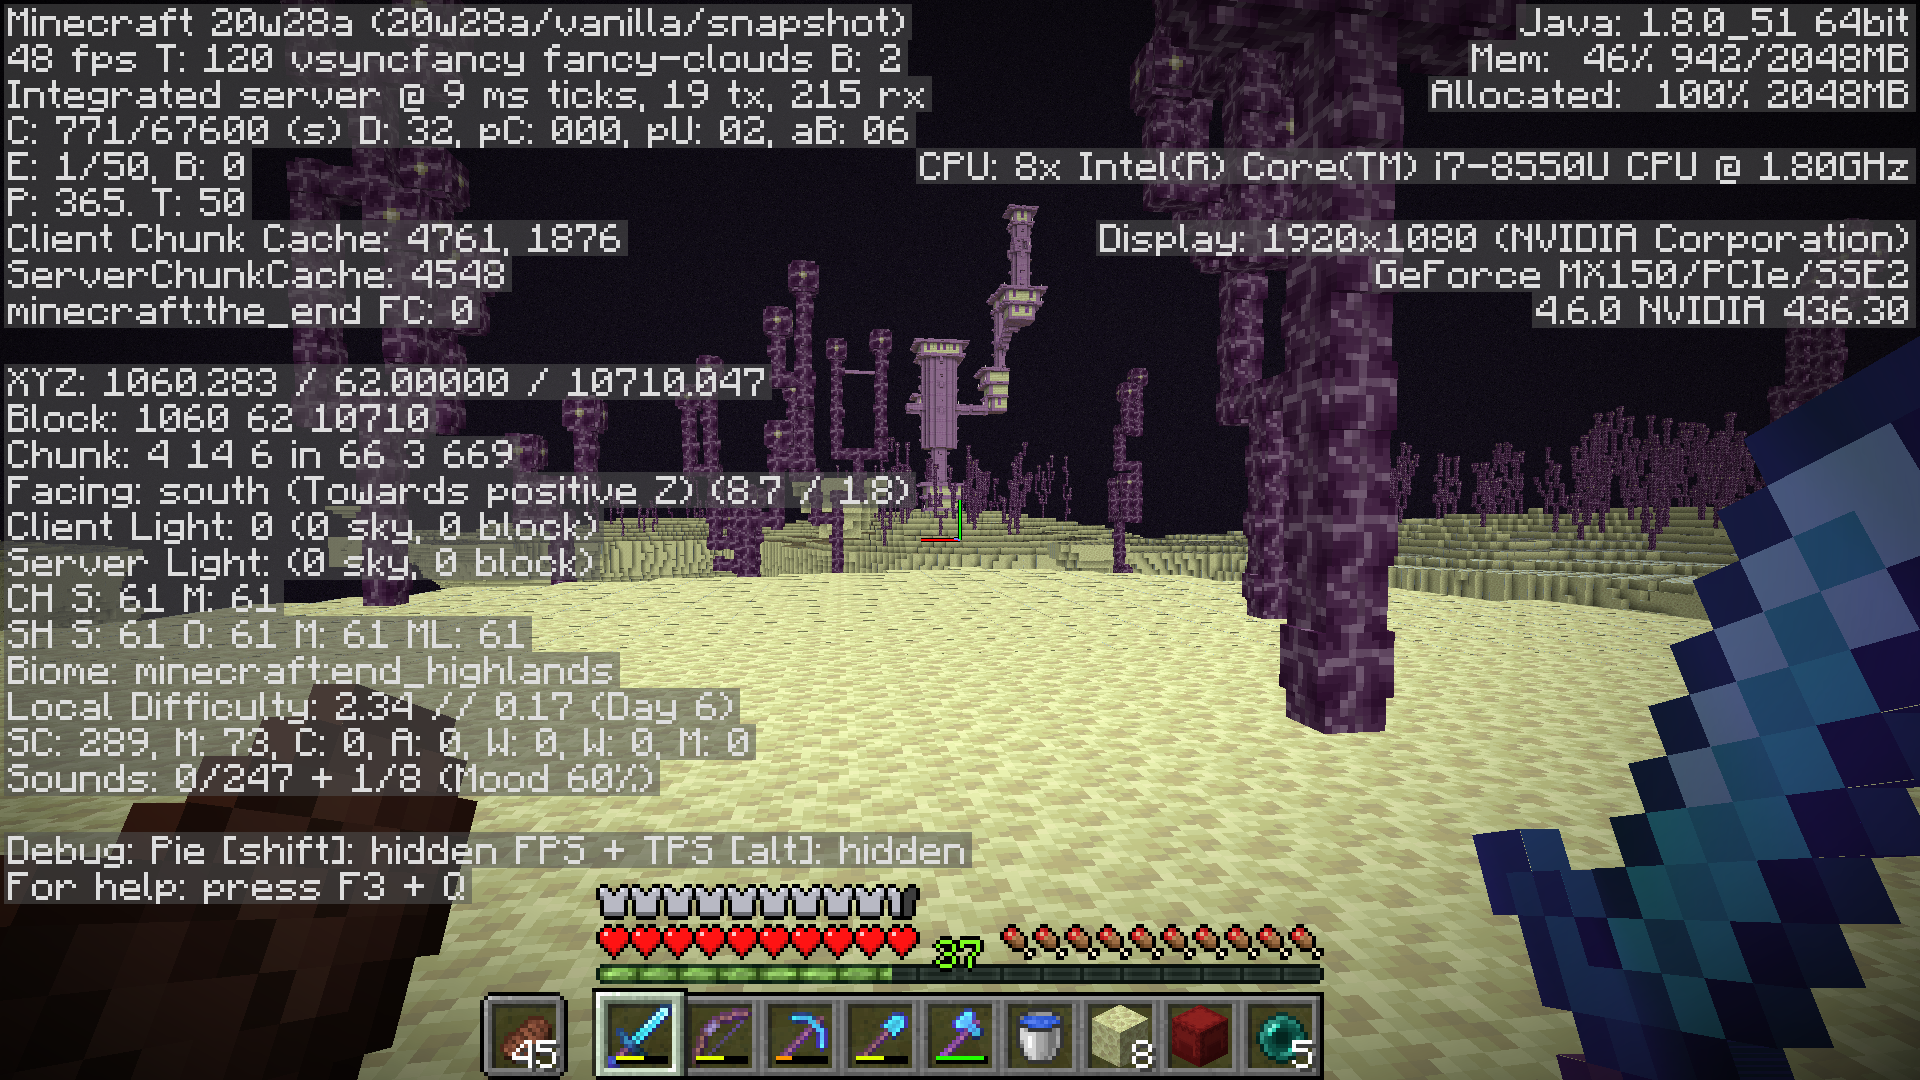 Minecraft 20w28a (20w28a/vanilla/snapshot)
48 fps T: 120 vsyncfancy fancy-clouds B: 2
Integrated server @ 9 ms ticks, 19 tx, 215 rx
C: 771/67600 (s) D: 32, pC: 000, pU: 02, aB: 06
E: 1/50, B: 0
P: 365. T: 50
Client Chunk Cache: 4761, 1876
ServerChunkCache: 4548
minecraft:the_end FC: 0
XYZ: 1060.283 / 62.00000 / 10710.047
Block: 1060 62 10710
Chunk: 4 14 6 in 66 3 669
Facing: south (Towards positive Z) (8.7 / 1.8)
Client Light: 0 (0 sky, 0 block)
Server Light: (0 sky, 0 block)
CH S: 61 M: 61
SH S: 61 O: 61 M: 61 ML: 61
Biome: minecraft:end_highlands
Local Difficulty: 2.34 // 0.17 (Day 6)
SC: 289, M: 73, C: 0, A: 0, W: 0, W: 0, M: 0
Sounds: 0/247 + 1/8 (Mood 60%)
Debug: Pie [shift]: hidden FPS + TPS [alt]: hidden
For help: press F3 + Q
Java: 1.8.0_51 64bit
Mem: 46% 942/2048MB
Allocated: 100% 2048MB
CPU: 8x Intel(R) Core(TM) i7-8550U CPU @ 1.80GHz
Display: 1920x1080 (NVIDIA Corporation)
GeForce MX150/PCIe/SSE2
4.6.0 NVIDIA 436.30
37
45
8
5